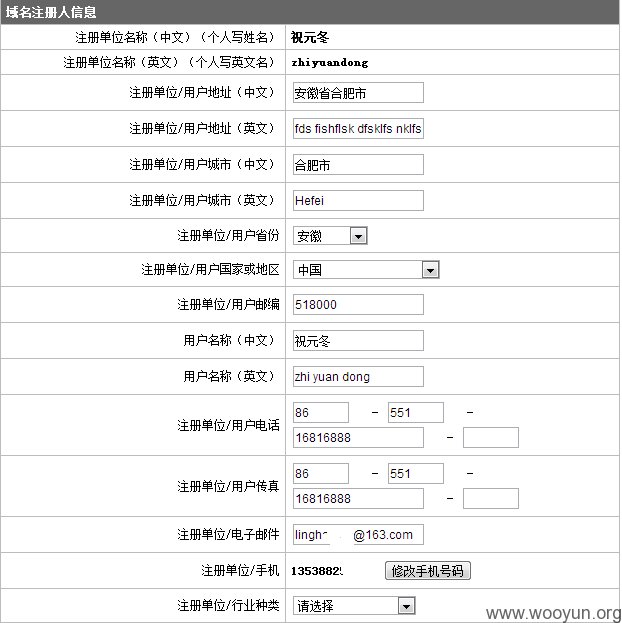 域名注册人信息
注册单位名称（中文）（个人写姓名） 祝元冬
注册单位名称（英文）（个人写英文名） zhiyuandong
注册单位/用户地址（中文） 安徽省合肥市
注册单位/用户地址（英文） fds fishflsk dfsklfs nklfs
注册单位/用户城市（中文） 合肥市
注册单位/用户城市（英文） Hefei
注册单位/用户省份 安徽
注册单位/用户国家或地区 中国
注册单位/用户邮编 518000
用户名称（中文） 祝元冬
用户名称（英文） zhi yuan dong
注册单位/用户电话 86 – 551 –
16816888 –
注册单位/用户传真 86 – 551 –
16816888 –
注册单位/电子邮件 @163.com
注册单位/手机 修改手机号码
注册单位/行业种类 请选择
www.wooyun.org